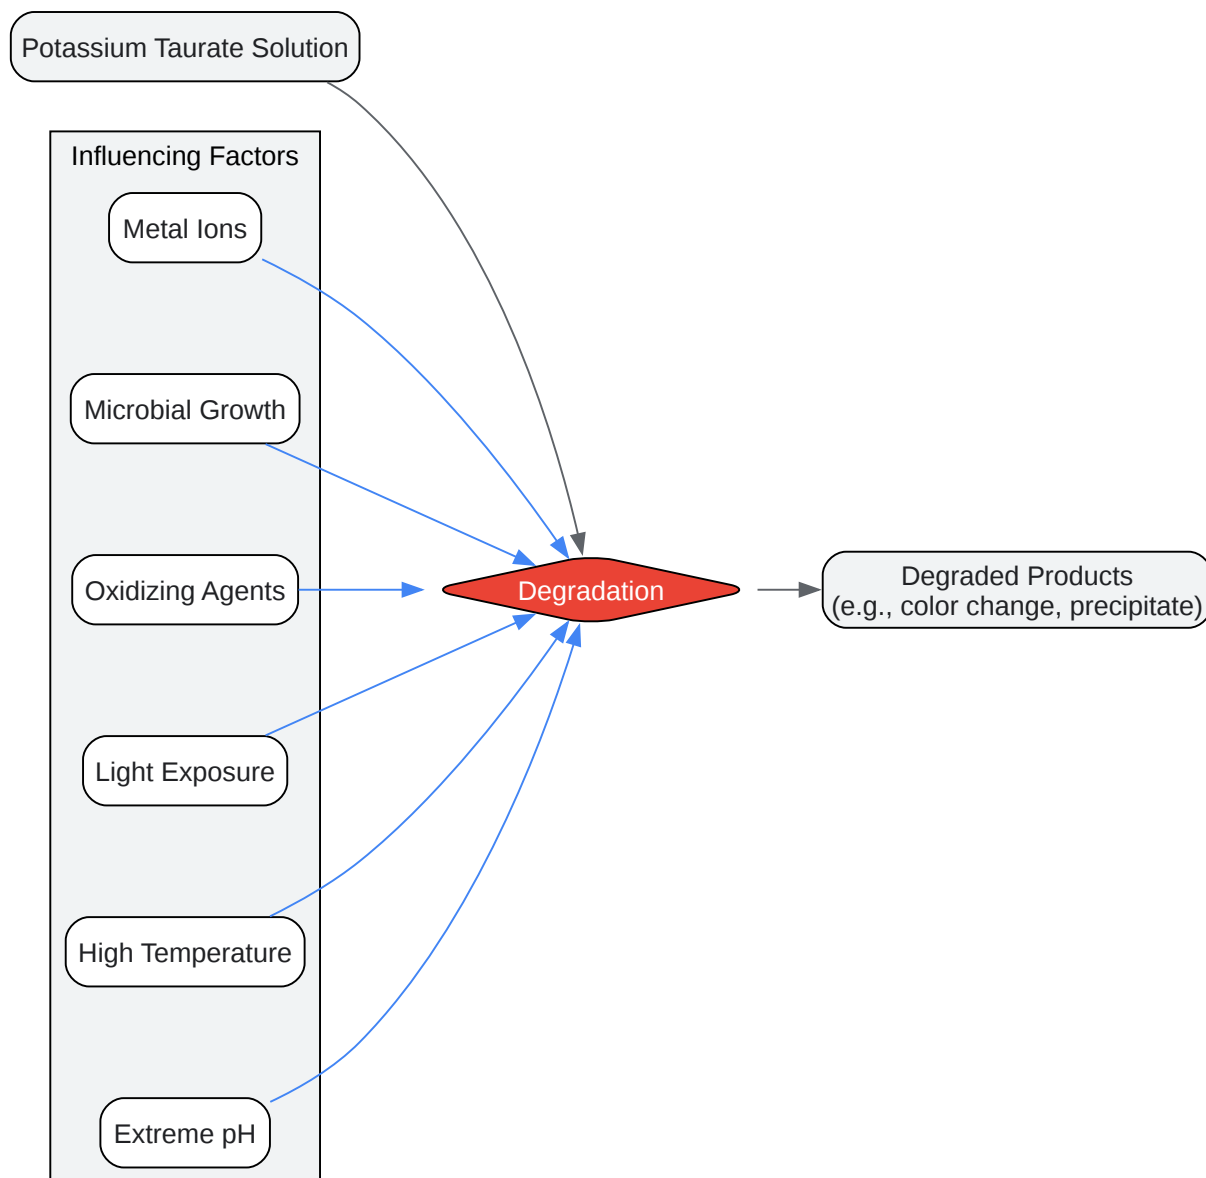 Potassium Taurate Solution
Influencing Factors
Metal Ions
Microbial Growth
Oxidizing Agents
Light Exposure
High Temperature
Extreme pH
Degradation
Degraded Products
(e.g., color change, precipitate)